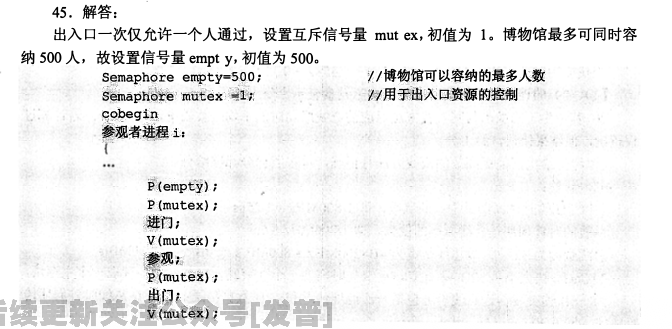 45．解答：
出入口一次仅允许一个人通过，设置互斥信号量 mut ex，初值为 1。博物馆最多可同时容
纳 500 人，故设置信号量 empt y，初值为 500。
Semaphore empty=500; //博物馆可以容纳的最多人数
Semaphore mutex =1; //用于出入口资源的控制
cobegin
参观者进程 i：
{
…
P(empty);
P(mutex);
进门;
V(mutex);
参观;
P(mutex);
出门;
V(mutex);
后续更新关注公众号[发普]